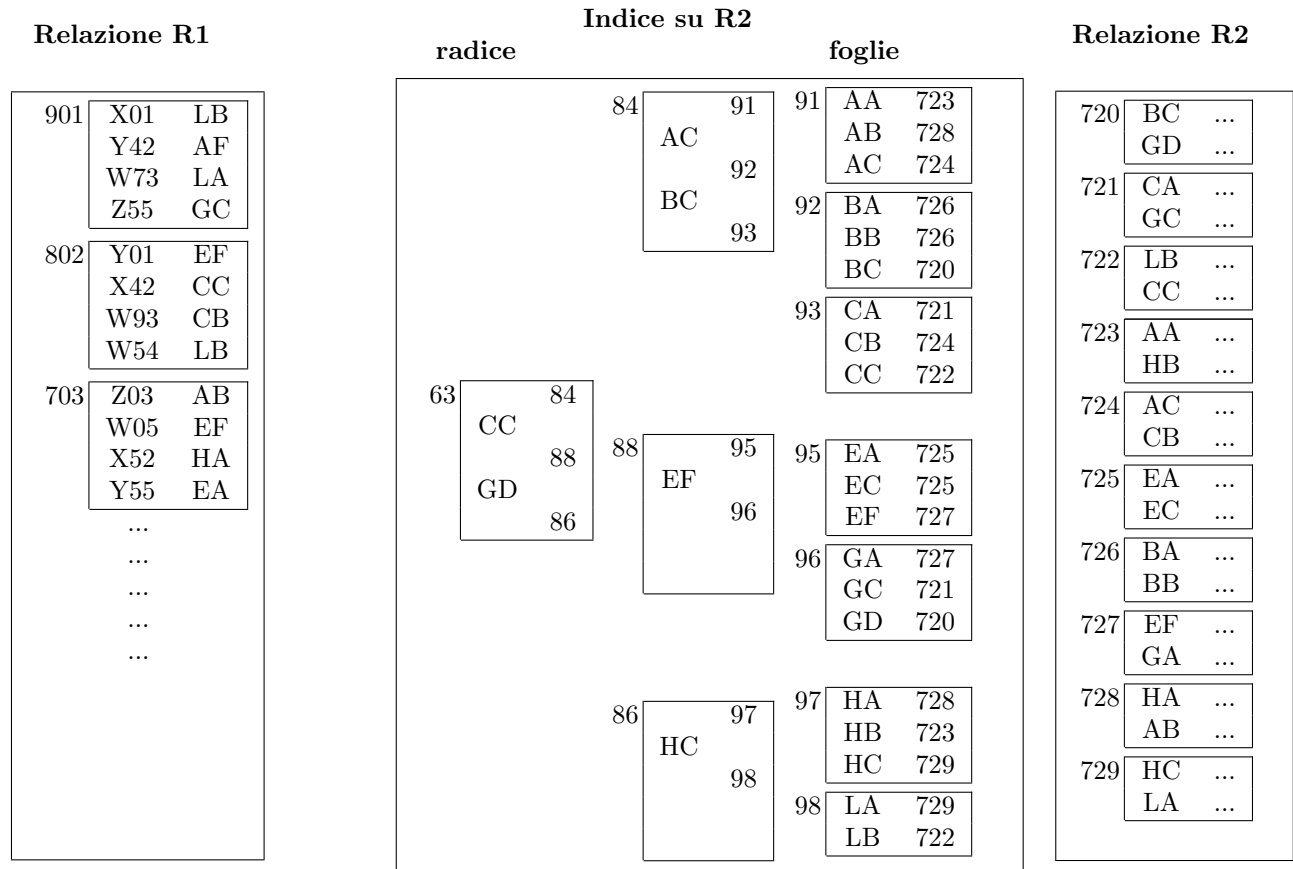 Relazione R1
901 X01 LB
Y42 AF
W73 LA
Z55 GC
802 Y01 EF
X42 CC
W93 CB
W54 LB
703 Z03 AB
W05 EF
X52 HA
Y55 EA
...
...
...
...
...
Indice su R2
radice
foglie
63 84
CC
88
GD
86
84 91
AC
92
BC
93
88 95
EF
96
86 97
HC
98
91 AA 723
AB 728
AC 724
92 BA 726
BB 726
BC 720
93 CA 721
CB 724
CC 722
95 EA 725
EC 725
EF 727
96 GA 727
GC 721
GD 720
97 HA 728
HB 723
HC 729
98 LA 729
LB 722
Relazione R2
720 BC ...
GD ...
721 CA ...
GC ...
722 LB ...
CC ...
723 AA ...
HB ...
724 AC ...
CB ...
725 EA ...
EC ...
726 BA ...
BB ...
727 EF ...
GA ...
728 HA ...
AB ...
729 HC ...
LA ...